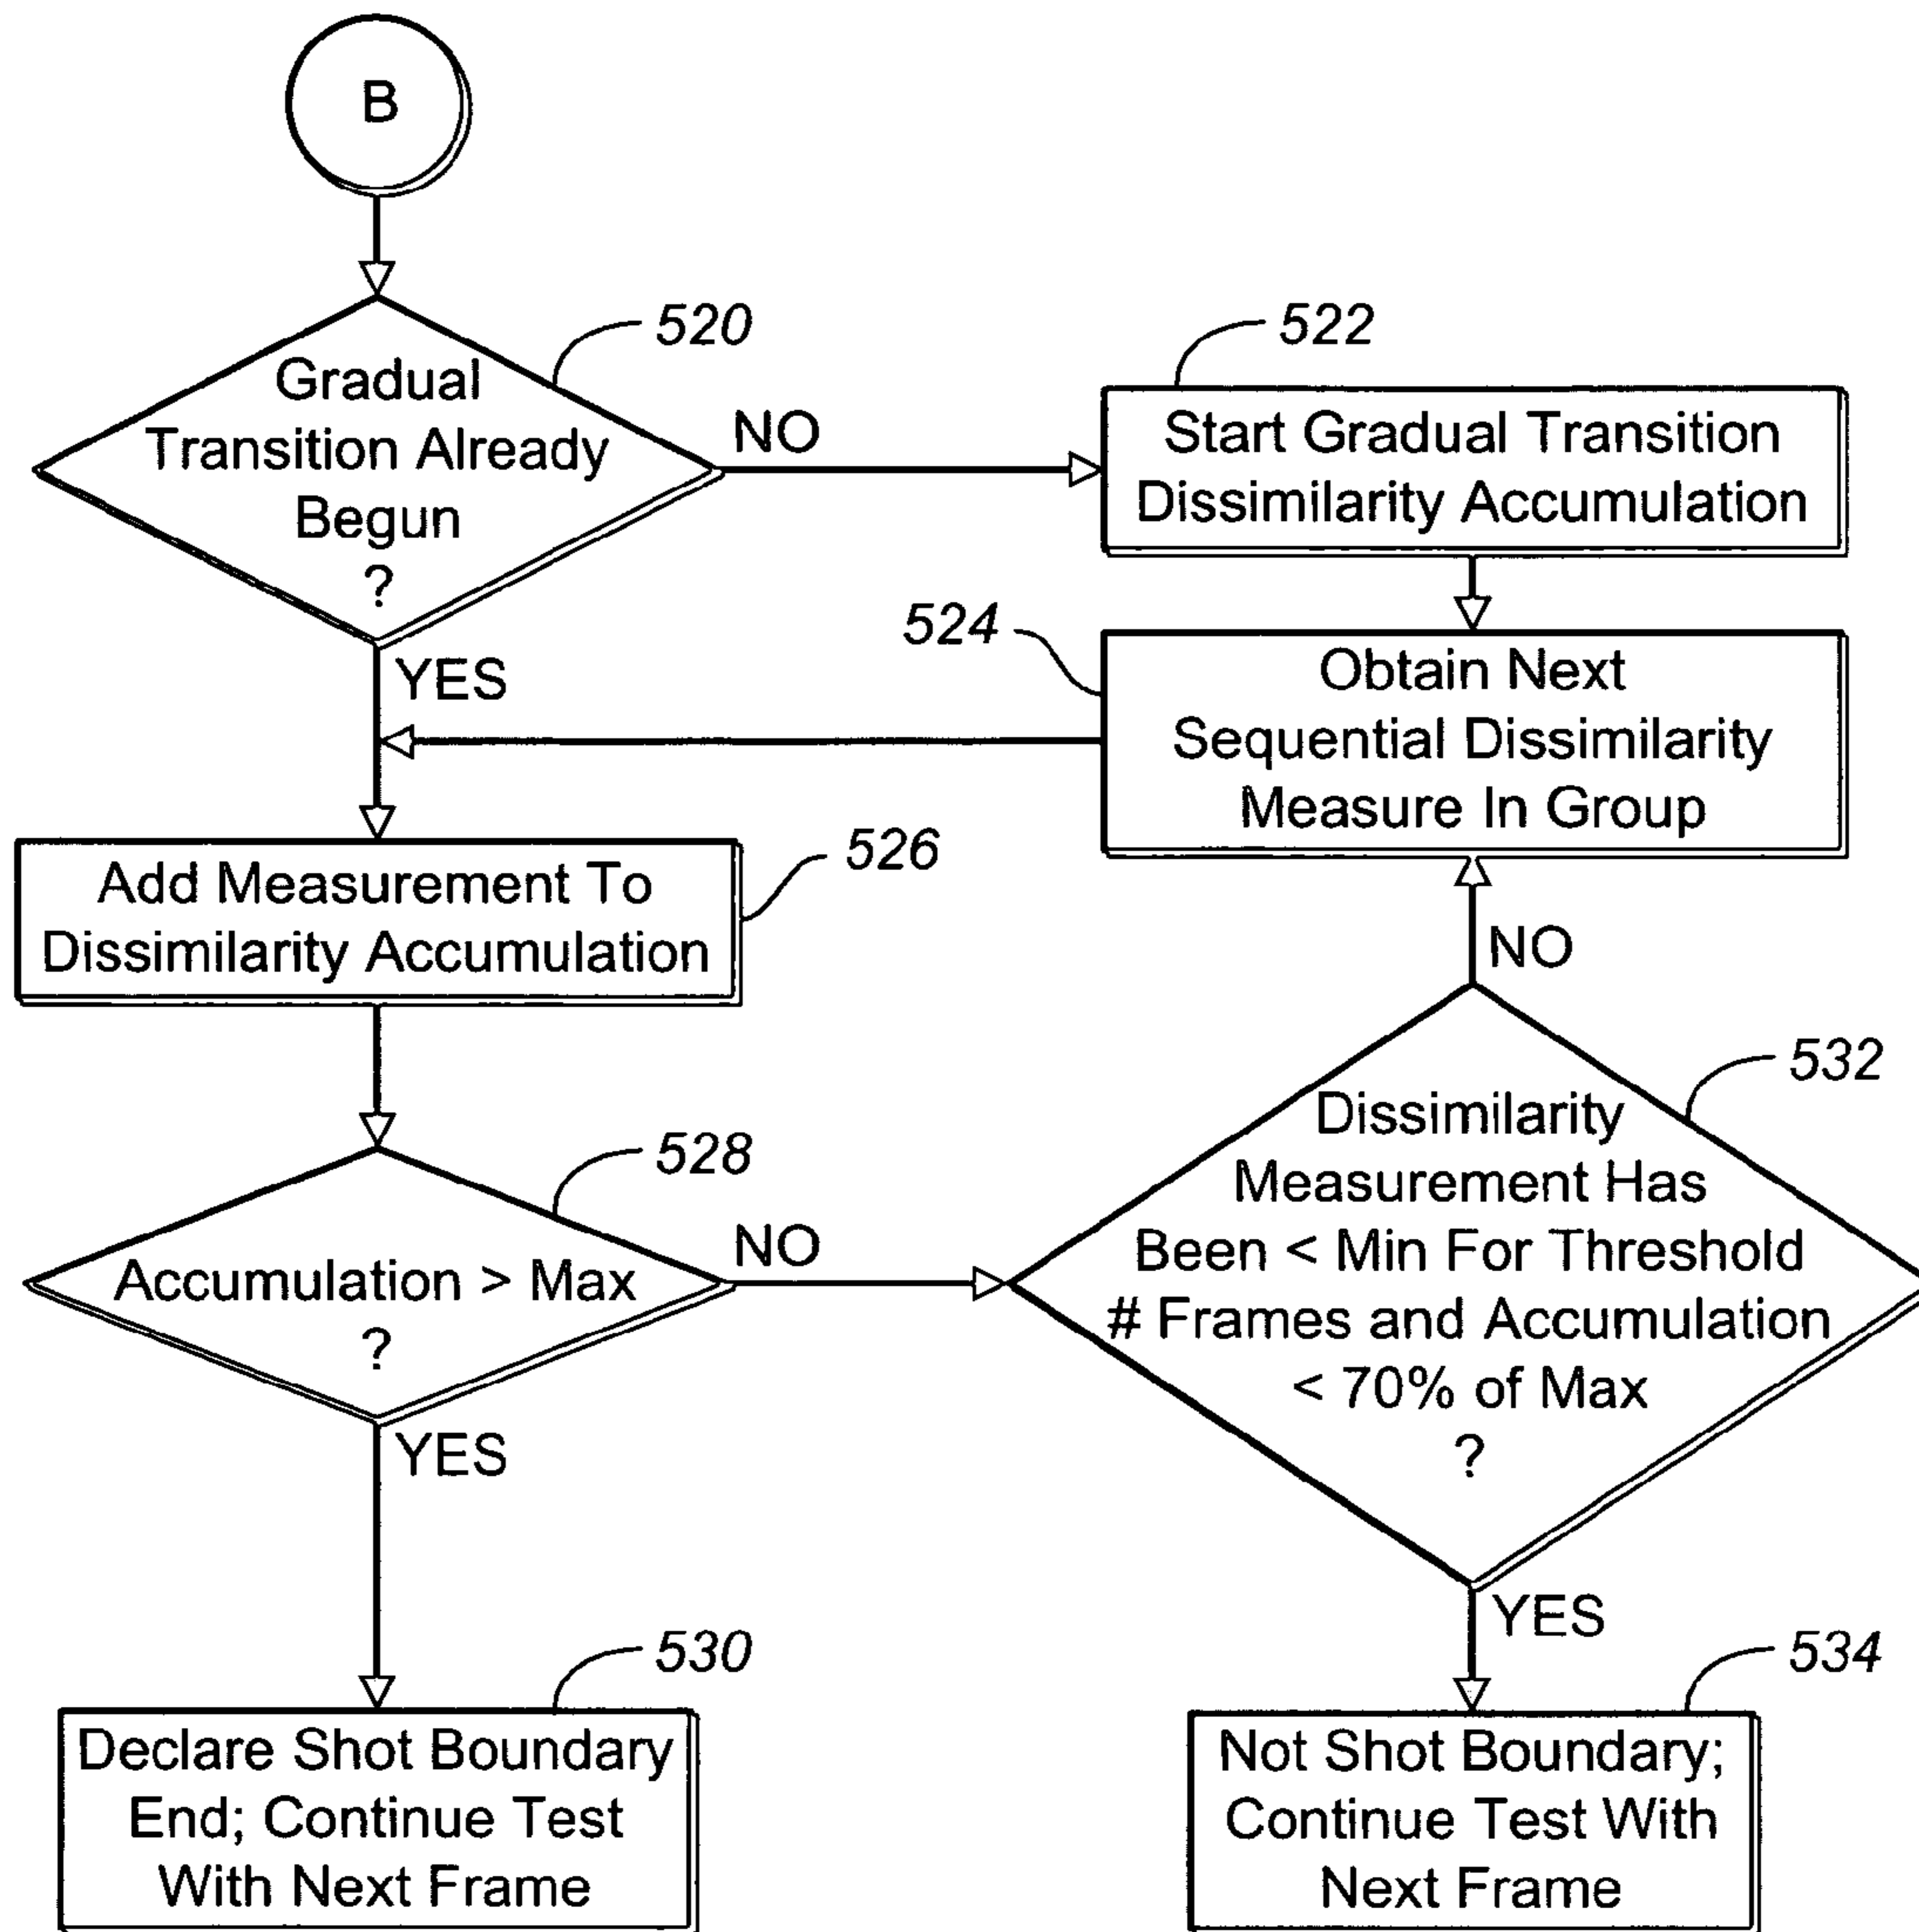 B
520
Gradual
Transition Already
Begun
?
NO
YES
522
Start Gradual Transition
Dissimilarity Accumulation
524
Obtain Next
Sequential Dissimilarity
Measure In Group
526
Add Measurement To
Dissimilarity Accumulation
528
Accumulation > Max
?
NO
YES
532
NO
Dissimilarity
Measurement Has
Been < Min For Threshold
# Frames and Accumulation
< 70% of Max
?
YES
530
Declare Shot Boundary
End; Continue Test
With Next Frame
534
Not Shot Boundary;
Continue Test With
Next Frame